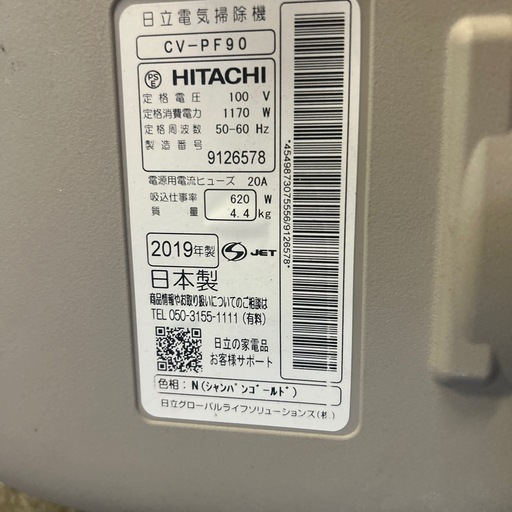 日立電気掃除機
CV-PF90
PS E HITACHI
定格電圧 100 V
定格消費電力 1170 W
定格周波数 50-60 Hz
製造番号
9126578
電源用電流ヒューズ 20A
吸込仕事率 620 W
質量 4.4 kg
2019年製 S JET
日本製
商品情報やお取り扱いについてのご相談は
TEL 050-3155-1111 (有料)
日立の家電品
お客様サポート
色相:N(シャンパンゴールド)
日立グローバルライフソリューションズ(株)
*4549873075556/9126578*